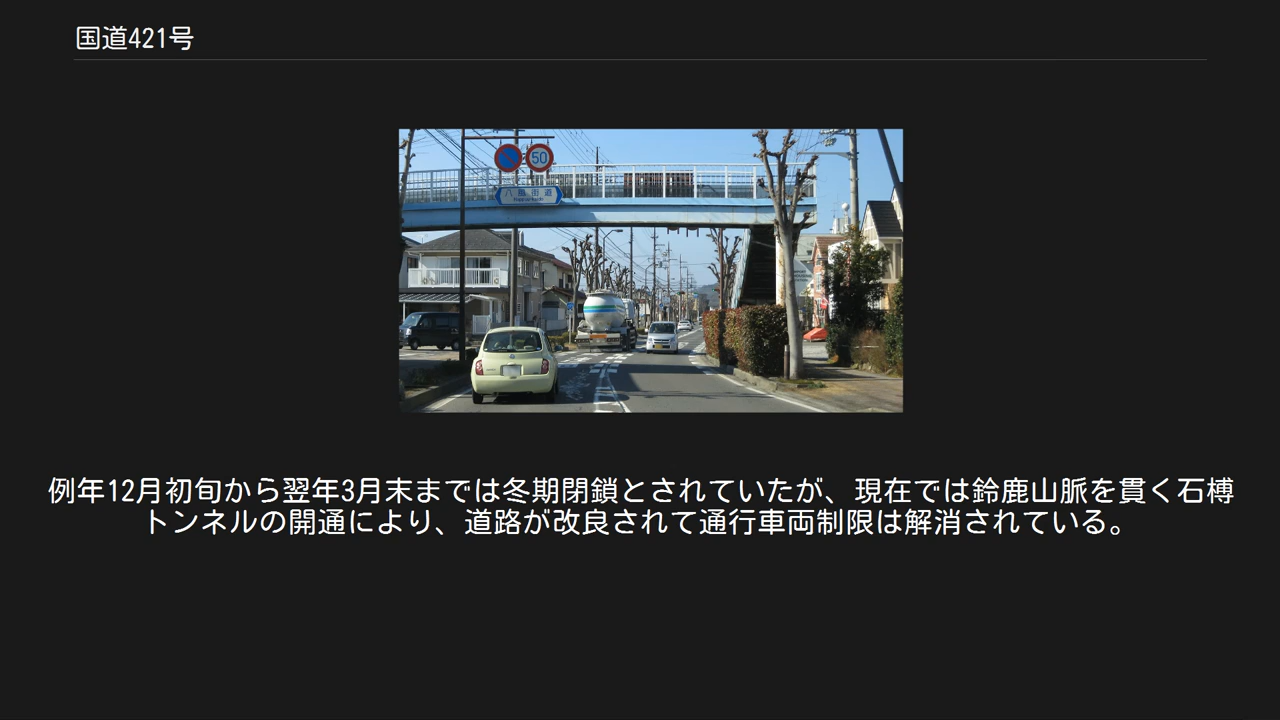 国道421号
50
八風街道
例年12月初旬から翌年3月末までは冬期閉鎖とされていたが、現在では鈴鹿山脈を貫く石榑
トンネルの開通により、道路が改良されて通行車両制限は解消されている。